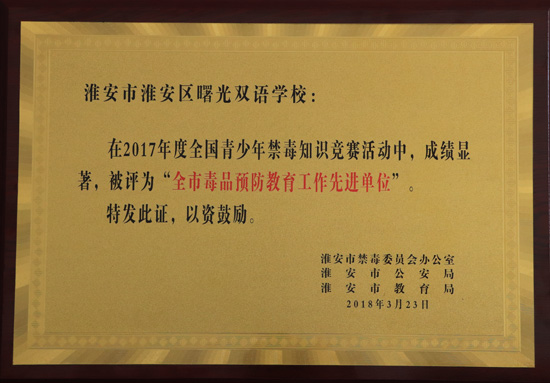 淮安市淮安区曙光双语学校：
在2017年度全国青少年禁毒知识竞赛活动中，成绩显
著，被评为“全市毒品预防教育工作先进单位”。
特发此证，以资鼓励。
淮安市禁毒委员会办公室
淮安市公安局
淮安市教育局
2018年3月23日